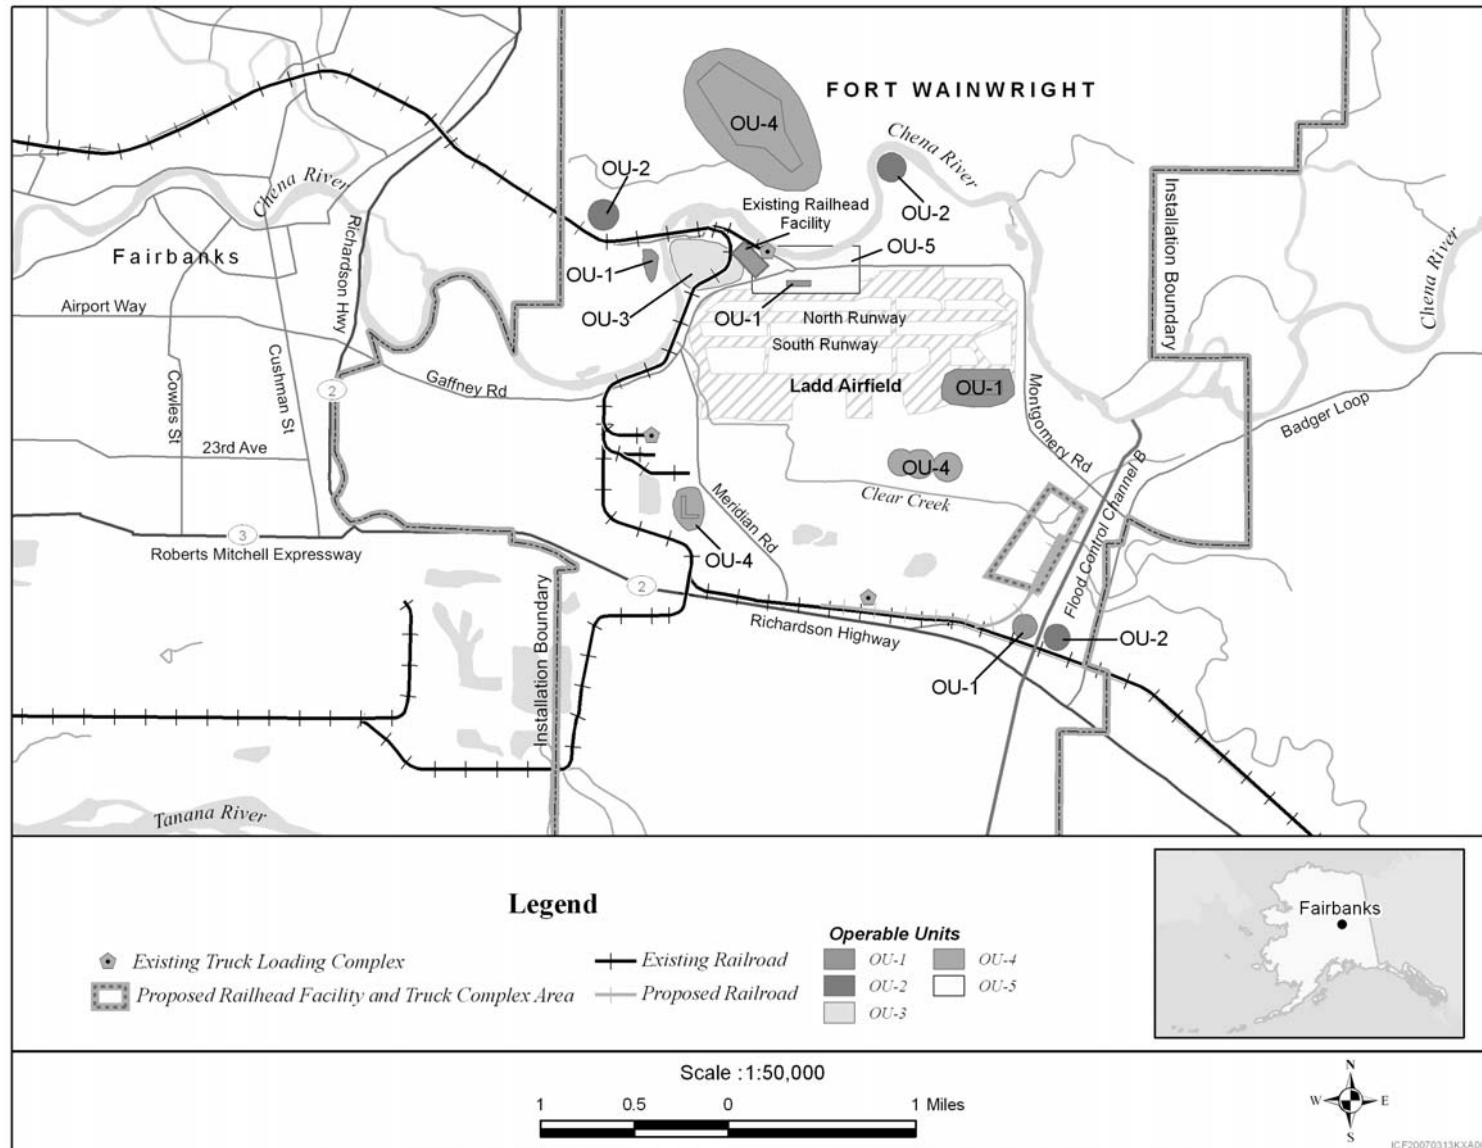 FORT WAINWRIGHT
OU-4
Chena River
OU-2
OU-2
Chena River
Existing Railhead
Facility
Installation Boundary
Richardson Hwy
Fairbanks
OU-5
OU-1
Chena River
Airport Way
OU-3
OU-1
North Runway
South Runway
Cushman St
Cowles St
2
Gaffney Rd
Ladd Airfield
OU-1
Montgomery Rd
Badger Loop
23rd Ave
OU-4
Clear Creek
Meridian Rd
Flood Control Channel B
3
Roberts Mitchell Expressway
OU-4
2
Installation Boundary
Richardson Highway
OU-2
OU-1
Tanana River
Legend
Existing Truck Loading Complex
Proposed Railhead Facility and Truck Complex Area
Existing Railroad
Proposed Railroad
Operable Units
OU-1
OU-2
OU-3
OU-4
OU-5
Fairbanks
Scale :1:50,000
1 0.5 0 1 Miles
N
W E
S